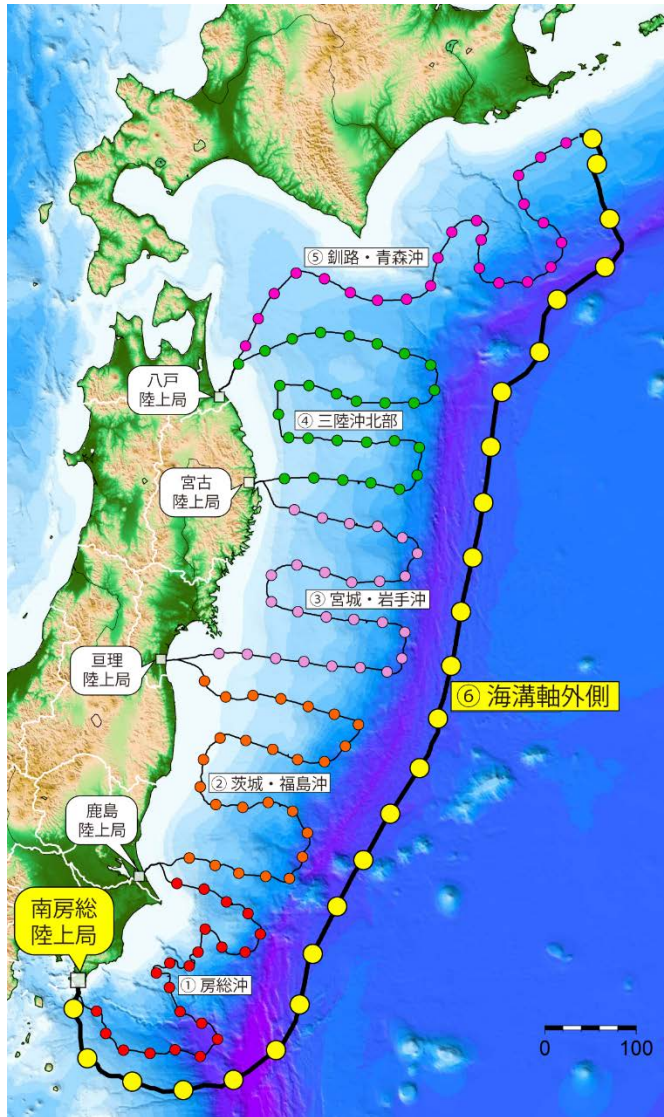 ⑤ 釧路・青森沖
八戸
陸上局
④ 三陸沖北部
宮古
陸上局
③ 宮城・岩手沖
亘理
陸上局
⑥ 海溝軸外側
② 茨城・福島沖
鹿島
陸上局
南房総
陸上局
① 房総沖
0 100